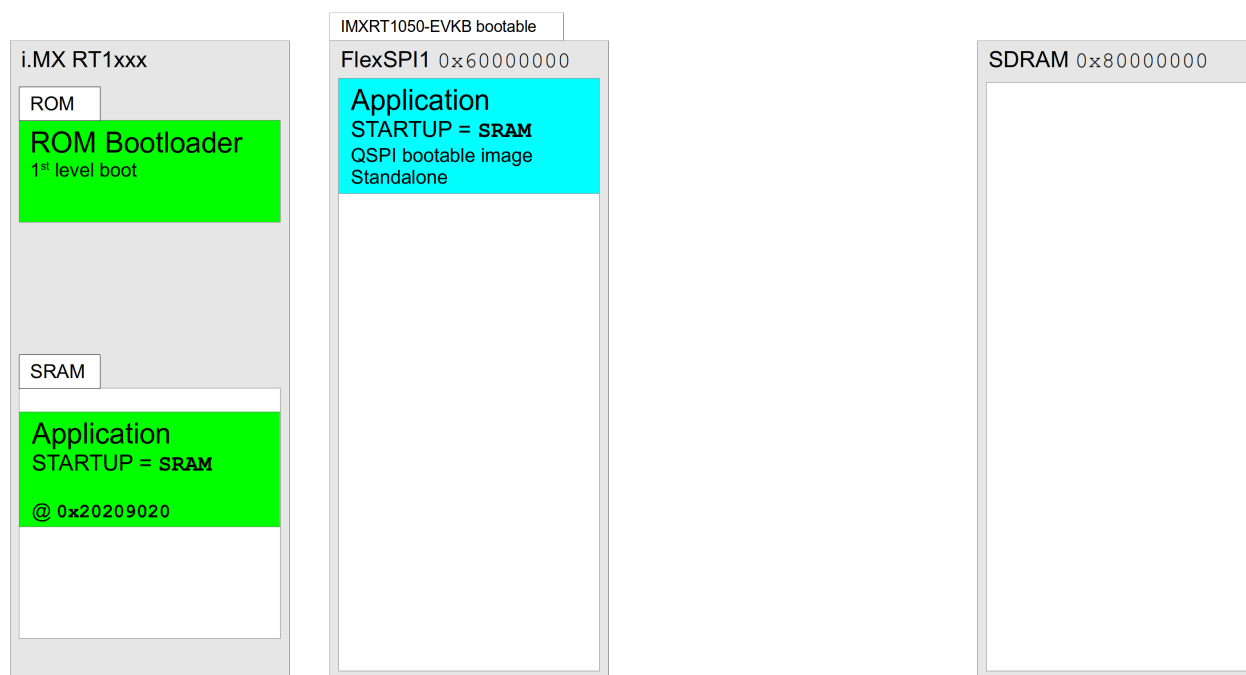 i.MX RT1xxx
ROM
ROM Bootloader
1st level boot
SRAM
Application
STARTUP = SRAM
@ 0x20209020
IMXRT1050-EVKB bootable
FlexSPI1 0x60000000
Application
STARTUP = SRAM
QSPI bootable image
Standalone
SDRAM 0x80000000